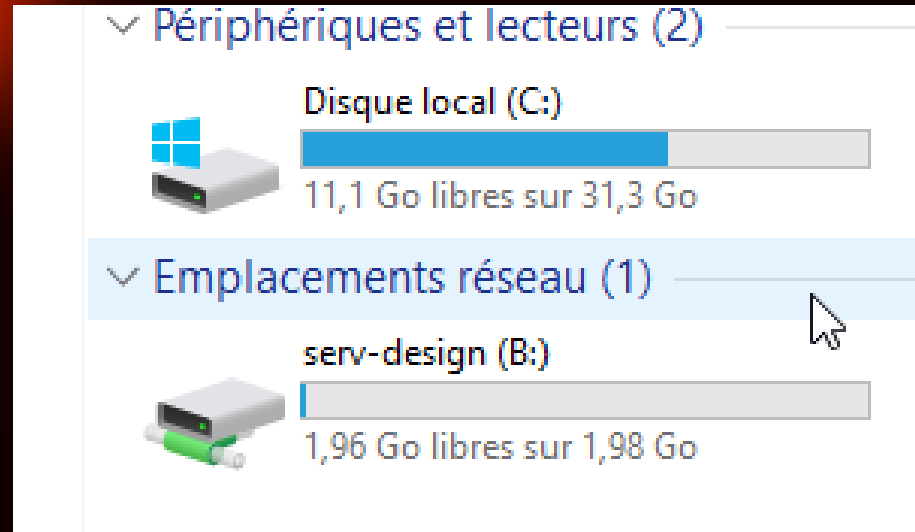 Périphériques et lecteurs (2)
Disque local (C:)
11,1 Go libres sur 31,3 Go
Emplacements réseau (1)
serv-design (B:)
1,96 Go libres sur 1,98 Go